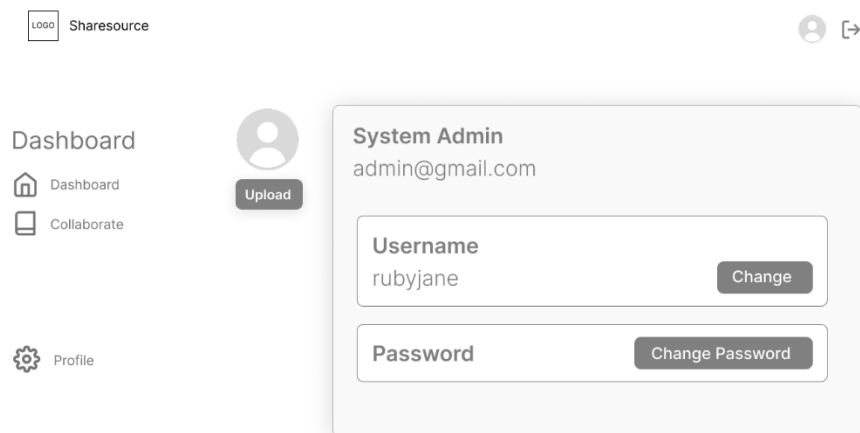 LOGO Sharesource
Dashboard
Dashboard
Collaborate
Profile
Upload
System Admin
admin@gmail.com
Username
rubyjane
Change
Password
Change Password